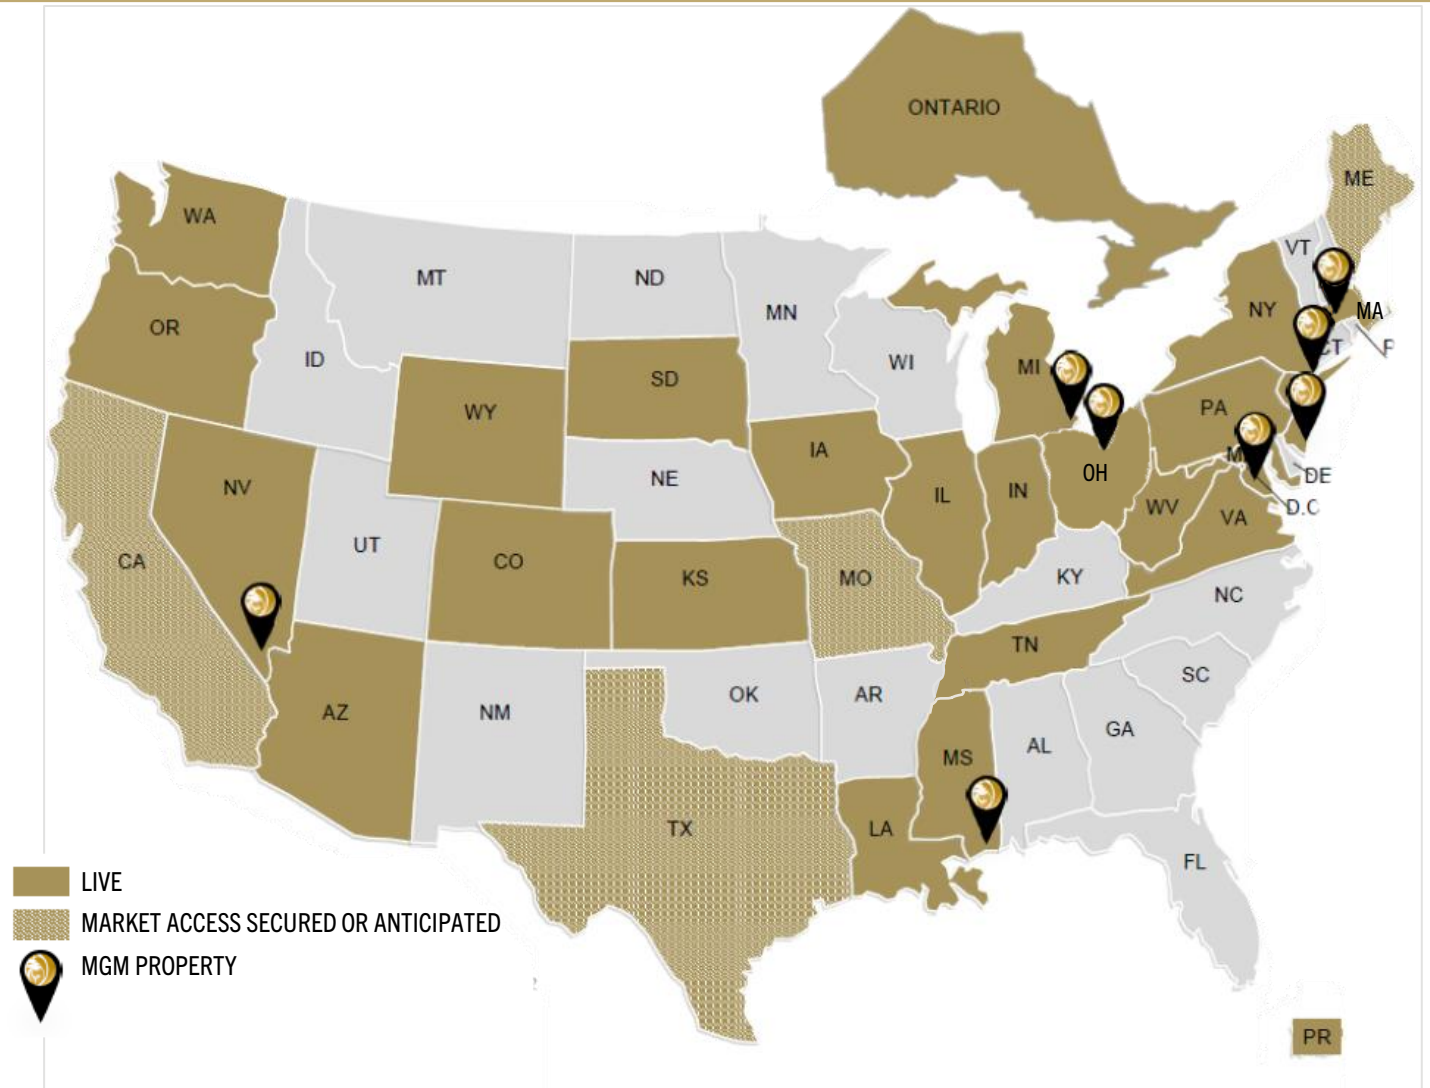 ONTARIO
ME
WA
VT
MT
ND
MN
NY
MA
OR
ID
WI
MI
CT
SD
PA
WY
IA
OH
NE
DE
NV
IL
IN
WV
D.C
VA
UT
CO
KS
MO
KY
NC
TN
SC
AZ
NM
OK
AR
GA
AL
MS
TX
LA
FL
LIVE
MARKET ACCESS SECURED OR ANTICIPATED
MGM PROPERTY
PR
CA